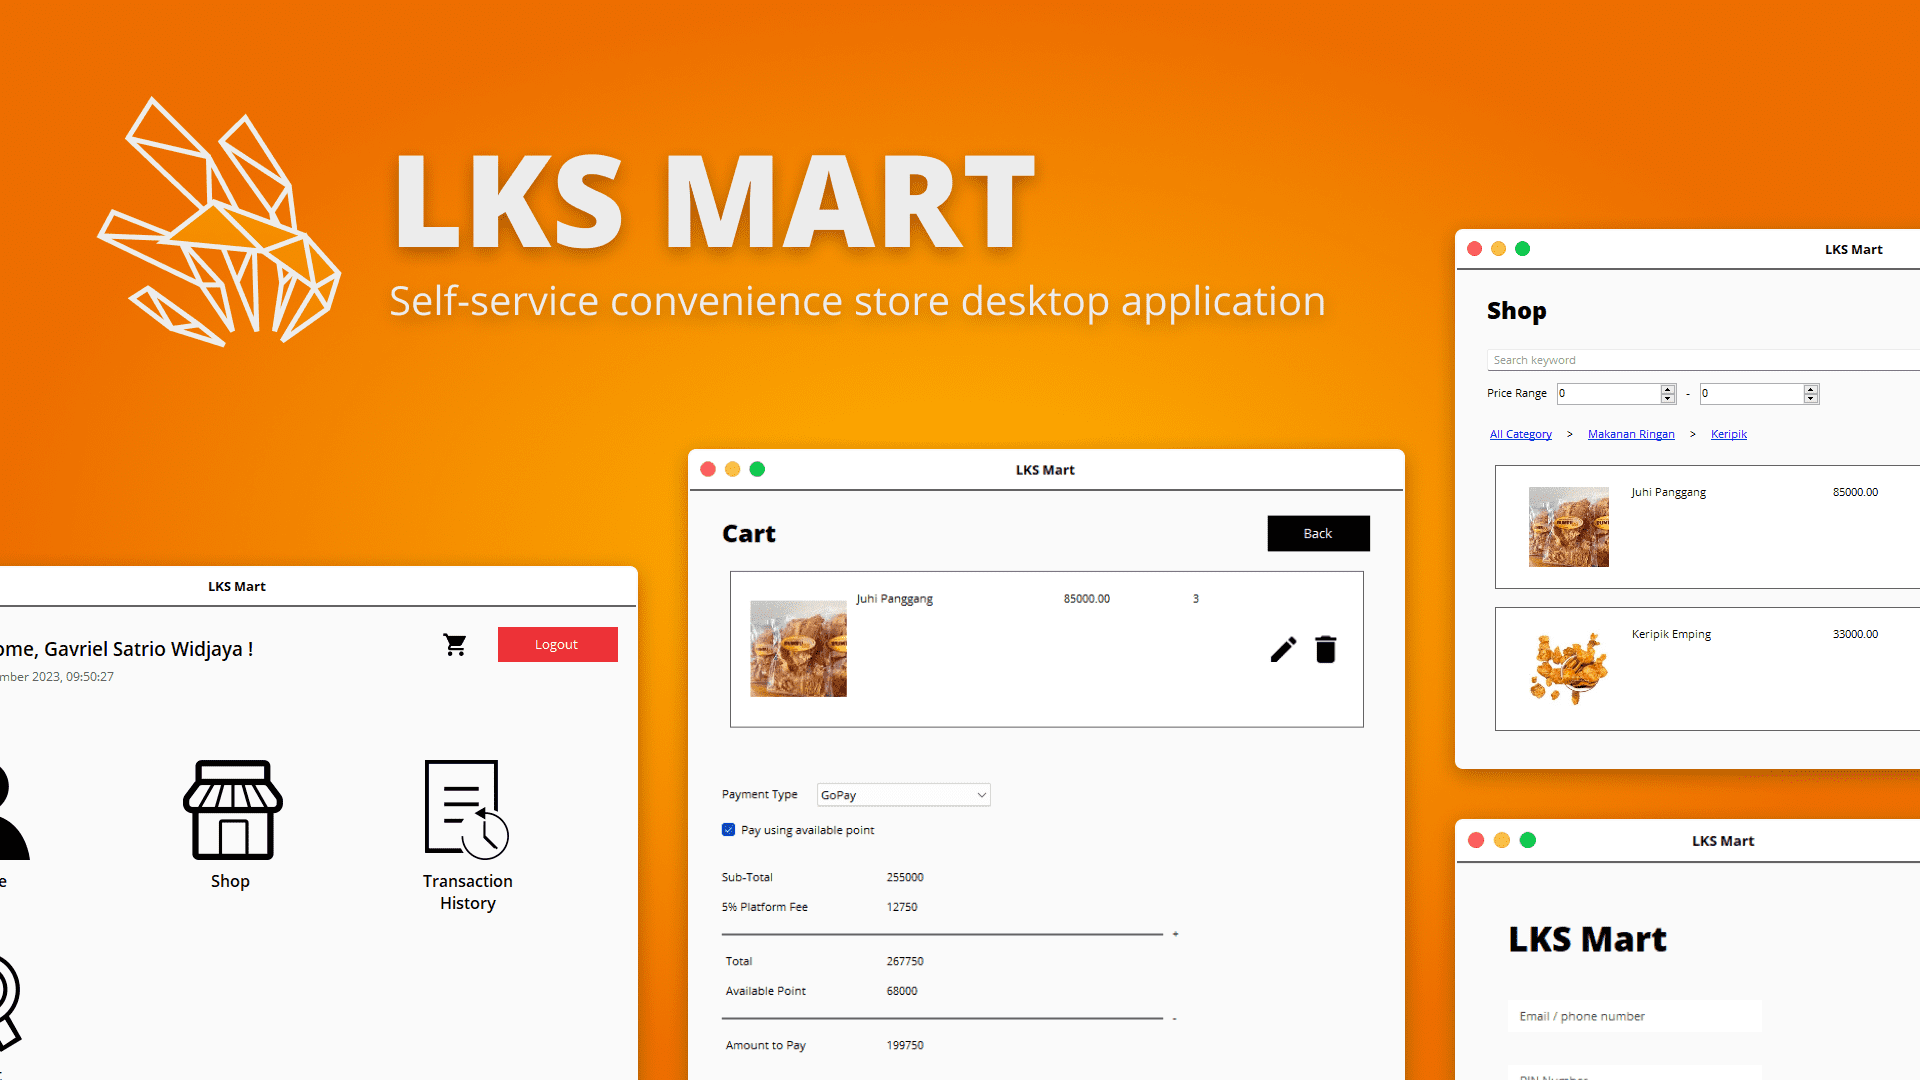 LKS MART
Self-service convenience store desktop application
LKS Mart
ome, Gavriel Satrio Widjaya !
mber 2023, 09:50:27
Logout
e
Shop
Transaction
History
LKS Mart
Cart
Back
Juhi Panggang 85000.00 3
Payment Type GoPay
Pay using available point
Sub-Total 255000
5% Platform Fee 12750
+
Total 267750
Available Point 68000
-
Amount to Pay 199750
LKS Mart
Shop
Search keyword
Price Range 0 - 0
All Category > Makanan Ringan > Keripik
Juhi Panggang 85000.00
Keripik Emping 33000.00
LKS Mart
LKS Mart
Email / phone number
PIN Number